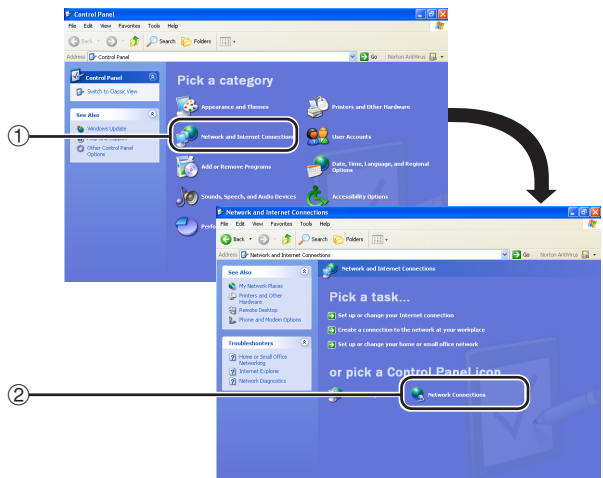 Control Panel
File Edit View Favorites Tools Help
Back Search Folders
Address Control Panel Go Norton AntiVirus
Control Panel
Switch to Classic View
See Also
Windows Update
Help and Support
Other Control Panel
Options
Pick a category
Appearance and Themes
Printers and Other Hardware
Network and Internet Connections
User Accounts
Add or Remove Programs
Date, Time, Language, and Regional
Options
Sounds, Speech, and Audio Devices
Accessibility Options
Perfo
①
Network and Internet Connections
File Edit View Favorites Tools Help
Back Search Folders
Address Network and Internet Connections Go Norton AntiVirus
See Also
My Network Places
Printers and Other
Hardware
Remote Desktop
Phone and Modem Options
Troubleshooters
Home or Small Office
Networking
Internet Explorer
Network Diagnostics
Network and Internet Connections
Pick a task...
Set up or change your Internet connection
Create a connection to the network at your workplace
Set up or change your home or small office network
or pick a Control Panel icon
Network Connections
②